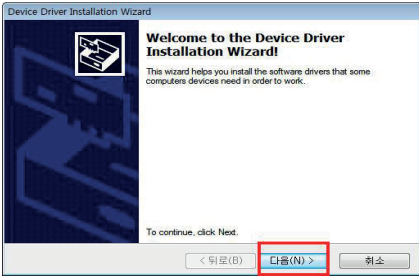 Device Driver Installation Wizard
Welcome to the Device Driver
Installation Wizard!
This wizard helps you install the software drivers that some
computers devices need in order to work.
To continue, click Next.
< 뒤로(B) 다음(N) > 취소